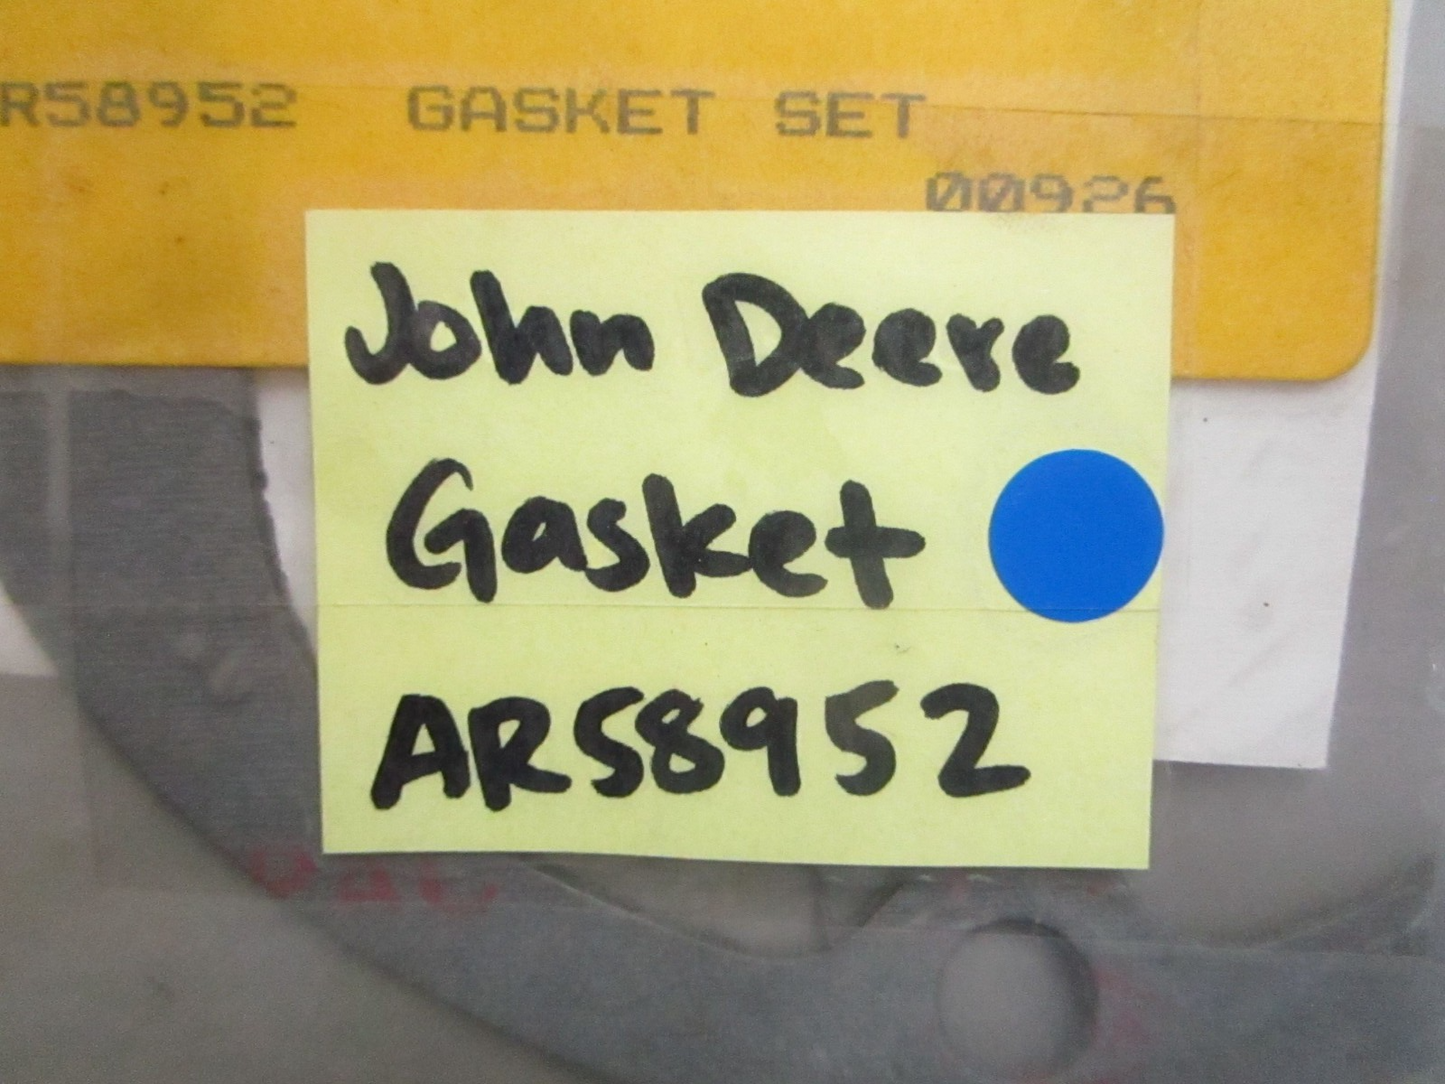 R58952 GASKET SET
00926
John Deere
Gasket
AR58952